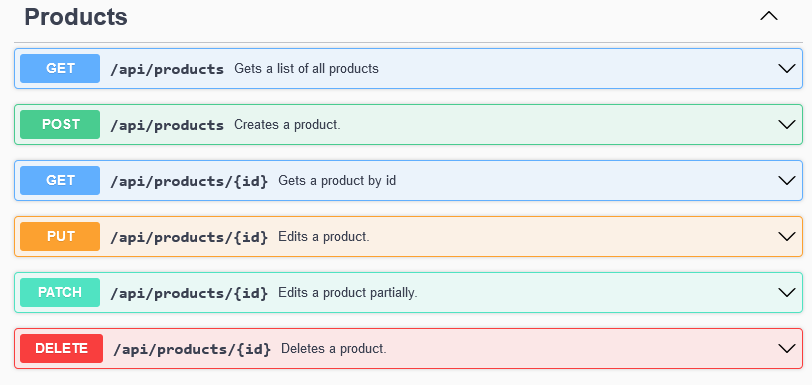 Products
GET /api/products Gets a list of all products
POST /api/products Creates a product.
GET /api/products/{id} Gets a product by id
PUT /api/products/{id} Edits a product.
PATCH /api/products/{id} Edits a product partially.
DELETE /api/products/{id} Deletes a product.